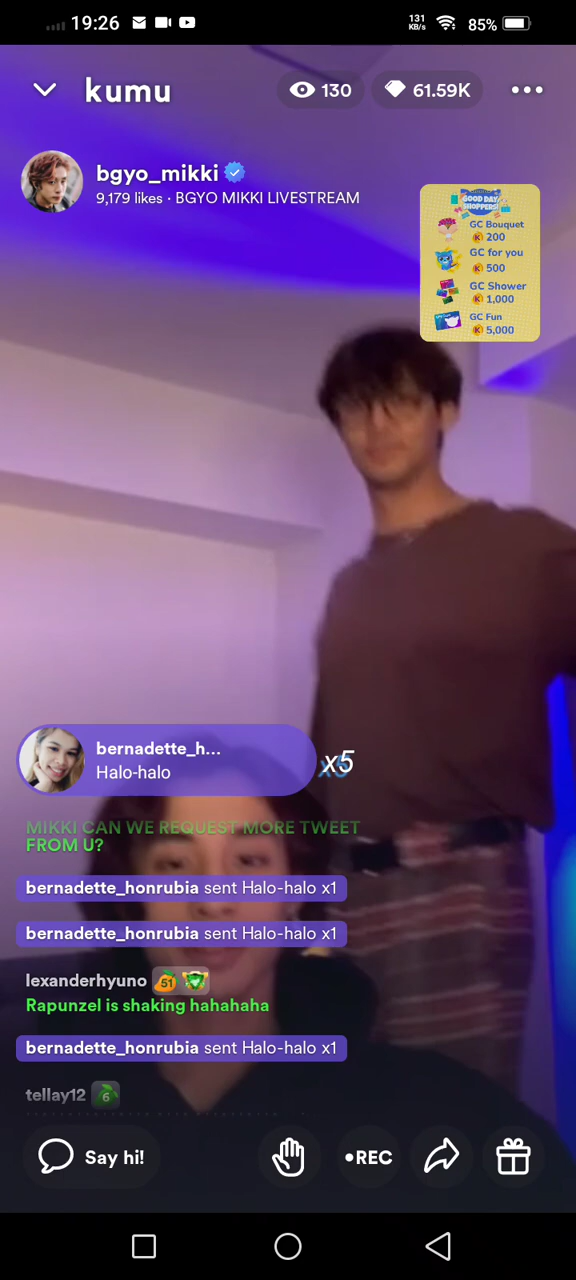 19:26
131
KB/s
85%
kumu
130
61.59K
bgyo_mikki
9,179 likes · BGYO MIKKI LIVESTREAM
GOOD DAY
SHOPPERS
GC Bouquet
K 200
GC for you
K 500
GC Shower
K 1,000
GC Fun
K 5,000
bernadette_h...
Halo-halo
x5
MIKKI CAN WE REQUEST MORE TWEET
FROM U?
bernadette_honrubia sent Halo-halo x1
bernadette_honrubia sent Halo-halo x1
lexanderhyuno 51
Rapunzel is shaking hahahaha
bernadette_honrubia sent Halo-halo x1
tellay12 6
Say hi!
•REC